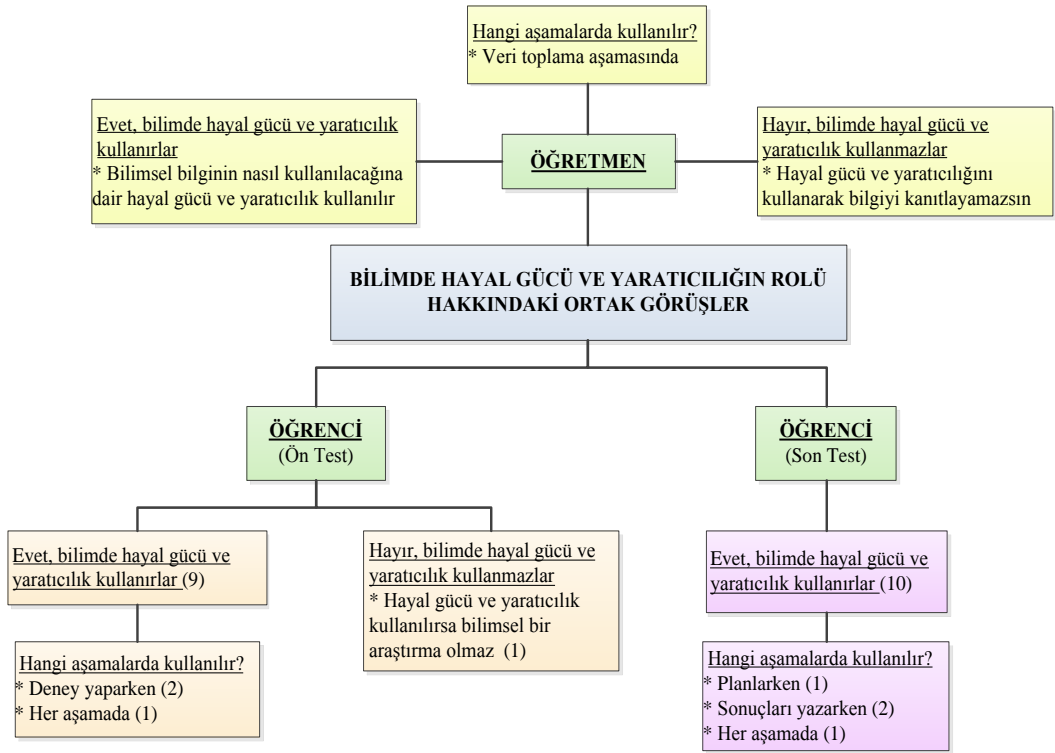 Hangi aşamalarda kullanılır?
* Veri toplama aşamasında
Evet, bilimde hayal gücü ve yaratıcılık
kullanırlar
* Bilimsel bilginin nasıl kullanılacağına
dair hayal gücü ve yaratıcılık kullanılır
ÖĞRETMEN
Hayır, bilimde hayal gücü ve
yaratıcılık kullanmazlar
* Hayal gücü ve yaratıcılığını
kullanarak bilgiyi kanıtlayamazsın
BİLİMDE HAYAL GÜCÜ VE YARATICILIĞIN ROLÜ
HAKKINDAKİ ORTAK GÖRÜŞLER
ÖĞRENCİ
(Ön Test)
ÖĞRENCİ
(Son Test)
Evet, bilimde hayal gücü ve
yaratıcılık kullanırlar (9)
Hangi aşamalarda kullanılır?
* Deney yaparken (2)
* Her aşamada (1)
Hayır, bilimde hayal gücü ve
yaratıcılık kullanmazlar
* Hayal gücü ve yaratıcılık
kullanılırsa bilimsel bir
araştırma olmaz (1)
Evet, bilimde hayal gücü ve
yaratıcılık kullanırlar (10)
Hangi aşamalarda kullanılır?
* Planlarken (1)
* Sonuçları yazarken (2)
* Her aşamada (1)